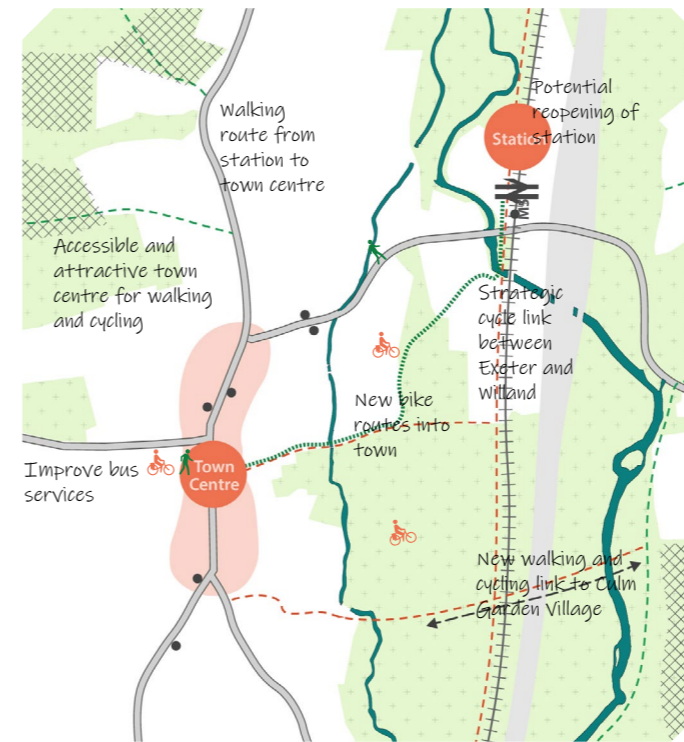 Potential
reopening of
station
Station
Walking
route from
station to
town centre
M5
Accessible and
attractive town
centre for walking
and cycling
Strategic
cycle link
between
Exeter and
Willand
New bike
routes into
town
Improve bus
services
Town
Centre
New walking and
cycling link to Culm
Garden Village